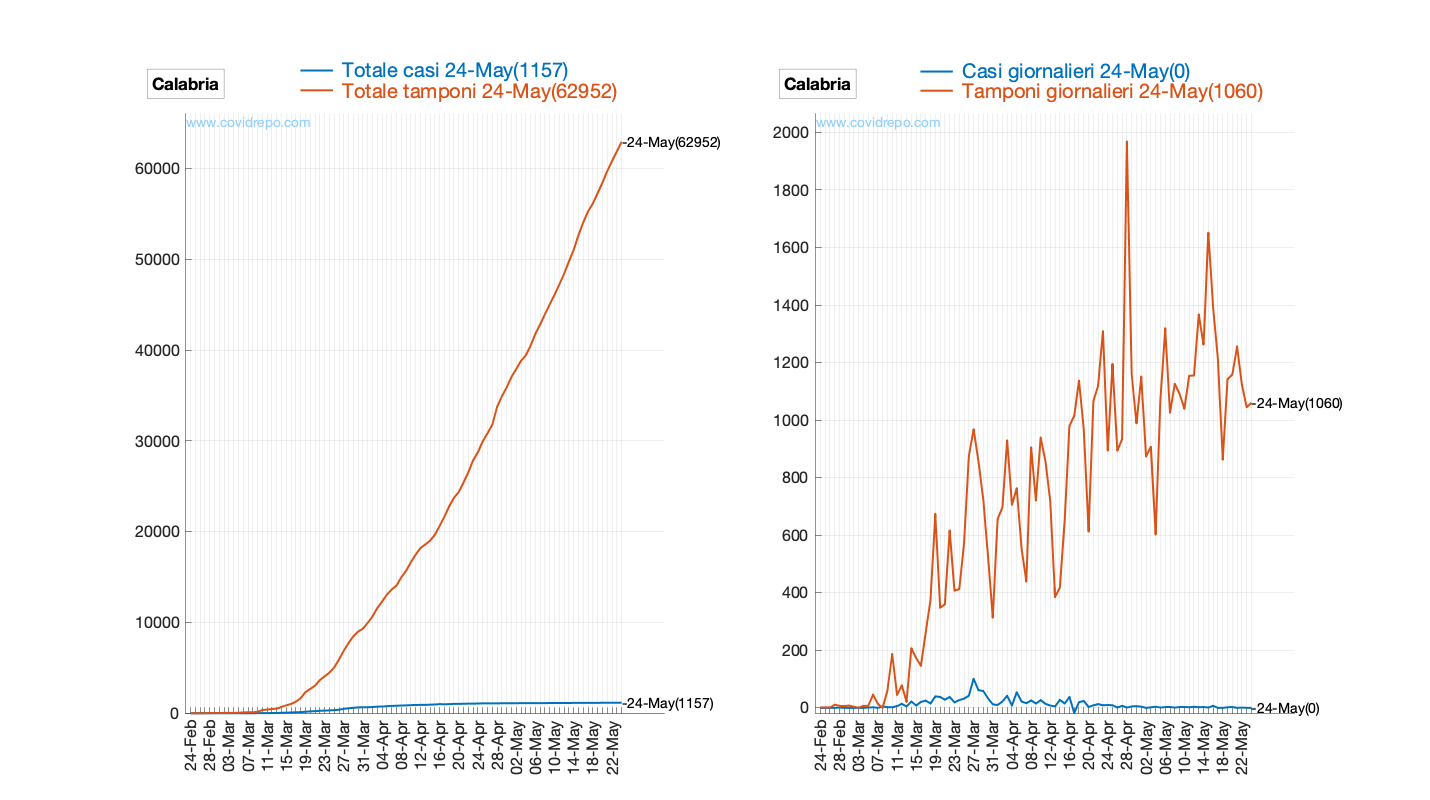 Calabria
Totale casi 24-May(1157)
Totale tamponi 24-May(62952)
www.covidrepo.com
24-May(62952)
60000
50000
40000
30000
20000
10000
0
24-May(1157)
24-Feb
28-Feb
03-Mar
07-Mar
11-Mar
15-Mar
19-Mar
23-Mar
27-Mar
31-Mar
04-Apr
08-Apr
12-Apr
16-Apr
20-Apr
24-Apr
28-Apr
02-May
06-May
10-May
14-May
18-May
22-May
Calabria
Casi giornalieri 24-May(0)
Tamponi giornalieri 24-May(1060)
www.covidrepo.com
2000
1800
1600
1400
1200
1000
800
600
400
200
0
24-May(1060)
24-May(0)
24-Feb
28-Feb
03-Mar
07-Mar
11-Mar
15-Mar
19-Mar
23-Mar
27-Mar
31-Mar
04-Apr
08-Apr
12-Apr
16-Apr
20-Apr
24-Apr
28-Apr
02-May
06-May
10-May
14-May
18-May
22-May